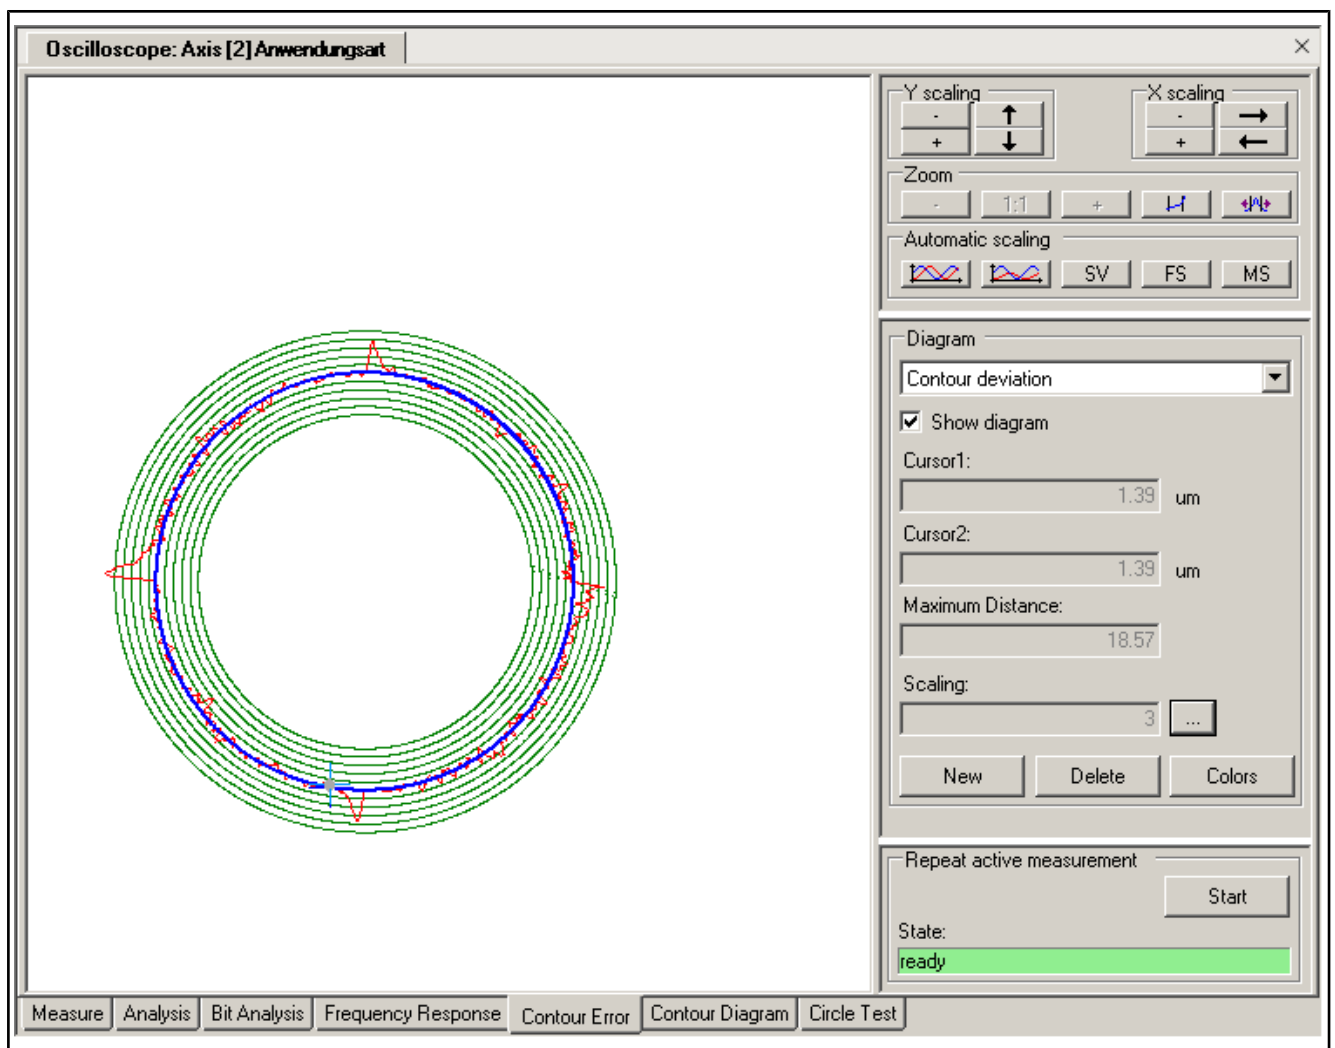 Oscilloscope: Axis [2] Anwendungsart
Y scaling
X scaling
-
-
+
+
Zoom
- 1:1 +
Automatic scaling
SV FS MS
Diagram
Contour deviation
Show diagram
Cursor1:
1.39 um
Cursor2:
1.39 um
Maximum Distance:
18.57
Scaling:
3 ...
New Delete Colors
Repeat active measurement
Start
State:
ready
Measure Analysis Bit Analysis Frequency Response Contour Error Contour Diagram Circle Test